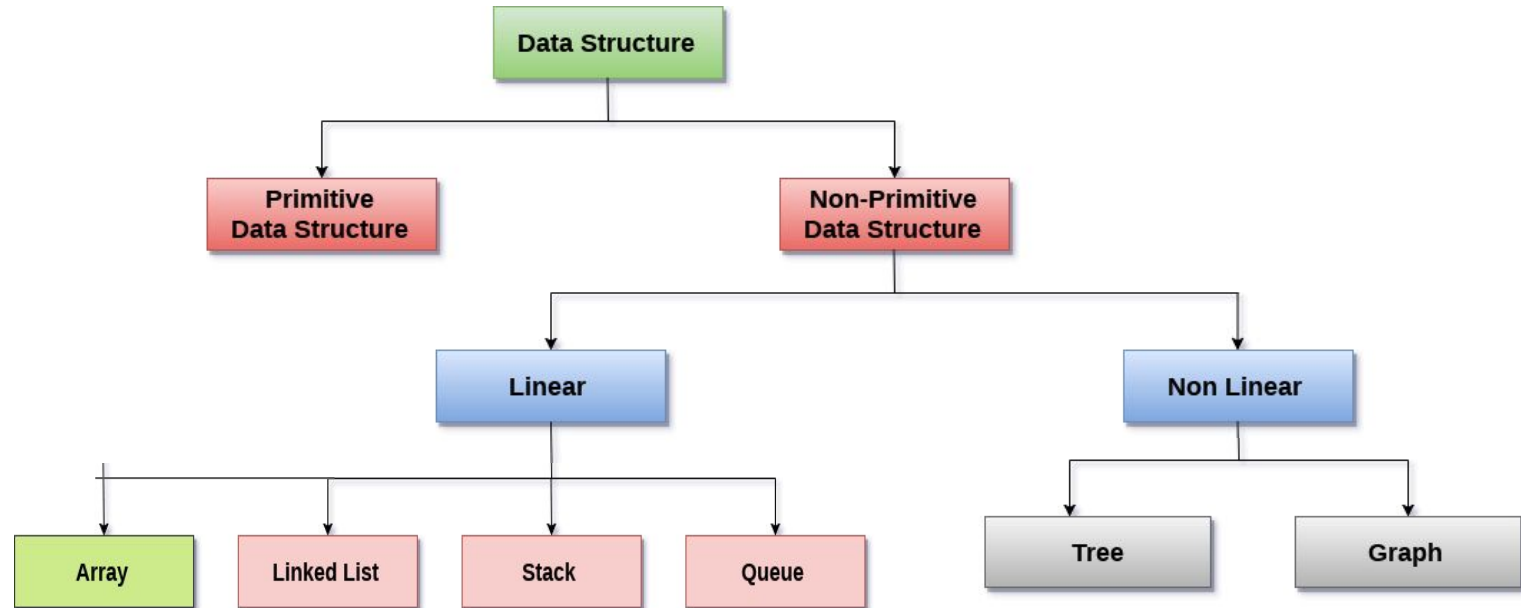 Data Structure
Primitive
Data Structure
Non-Primitive
Data Structure
Linear
Non Linear
Array
Linked List
Stack
Queue
Tree
Graph